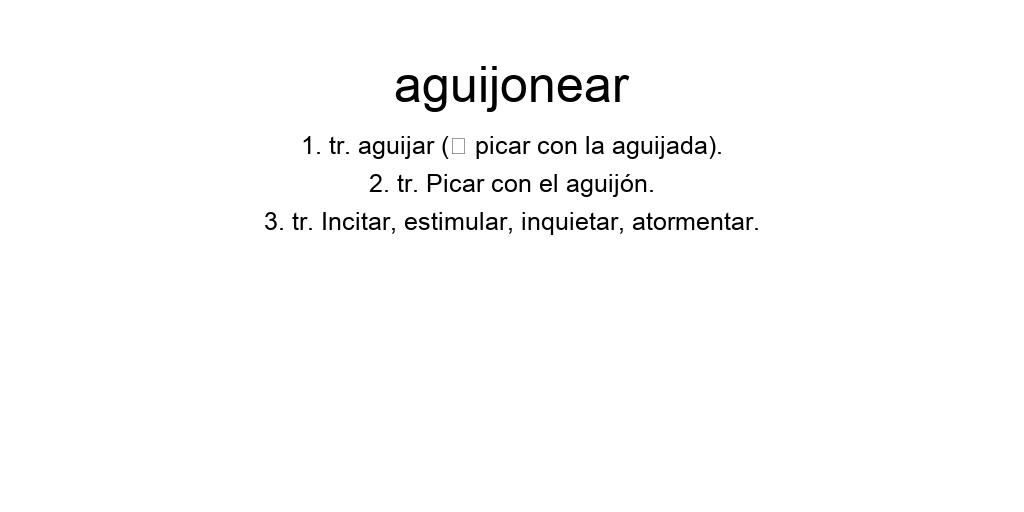 aguijonear
1. tr. aguijar (□ picar con la aguijada).
2. tr. Picar con el aguijón.
3. tr. Incitar, estimular, inquietar, atormentar.